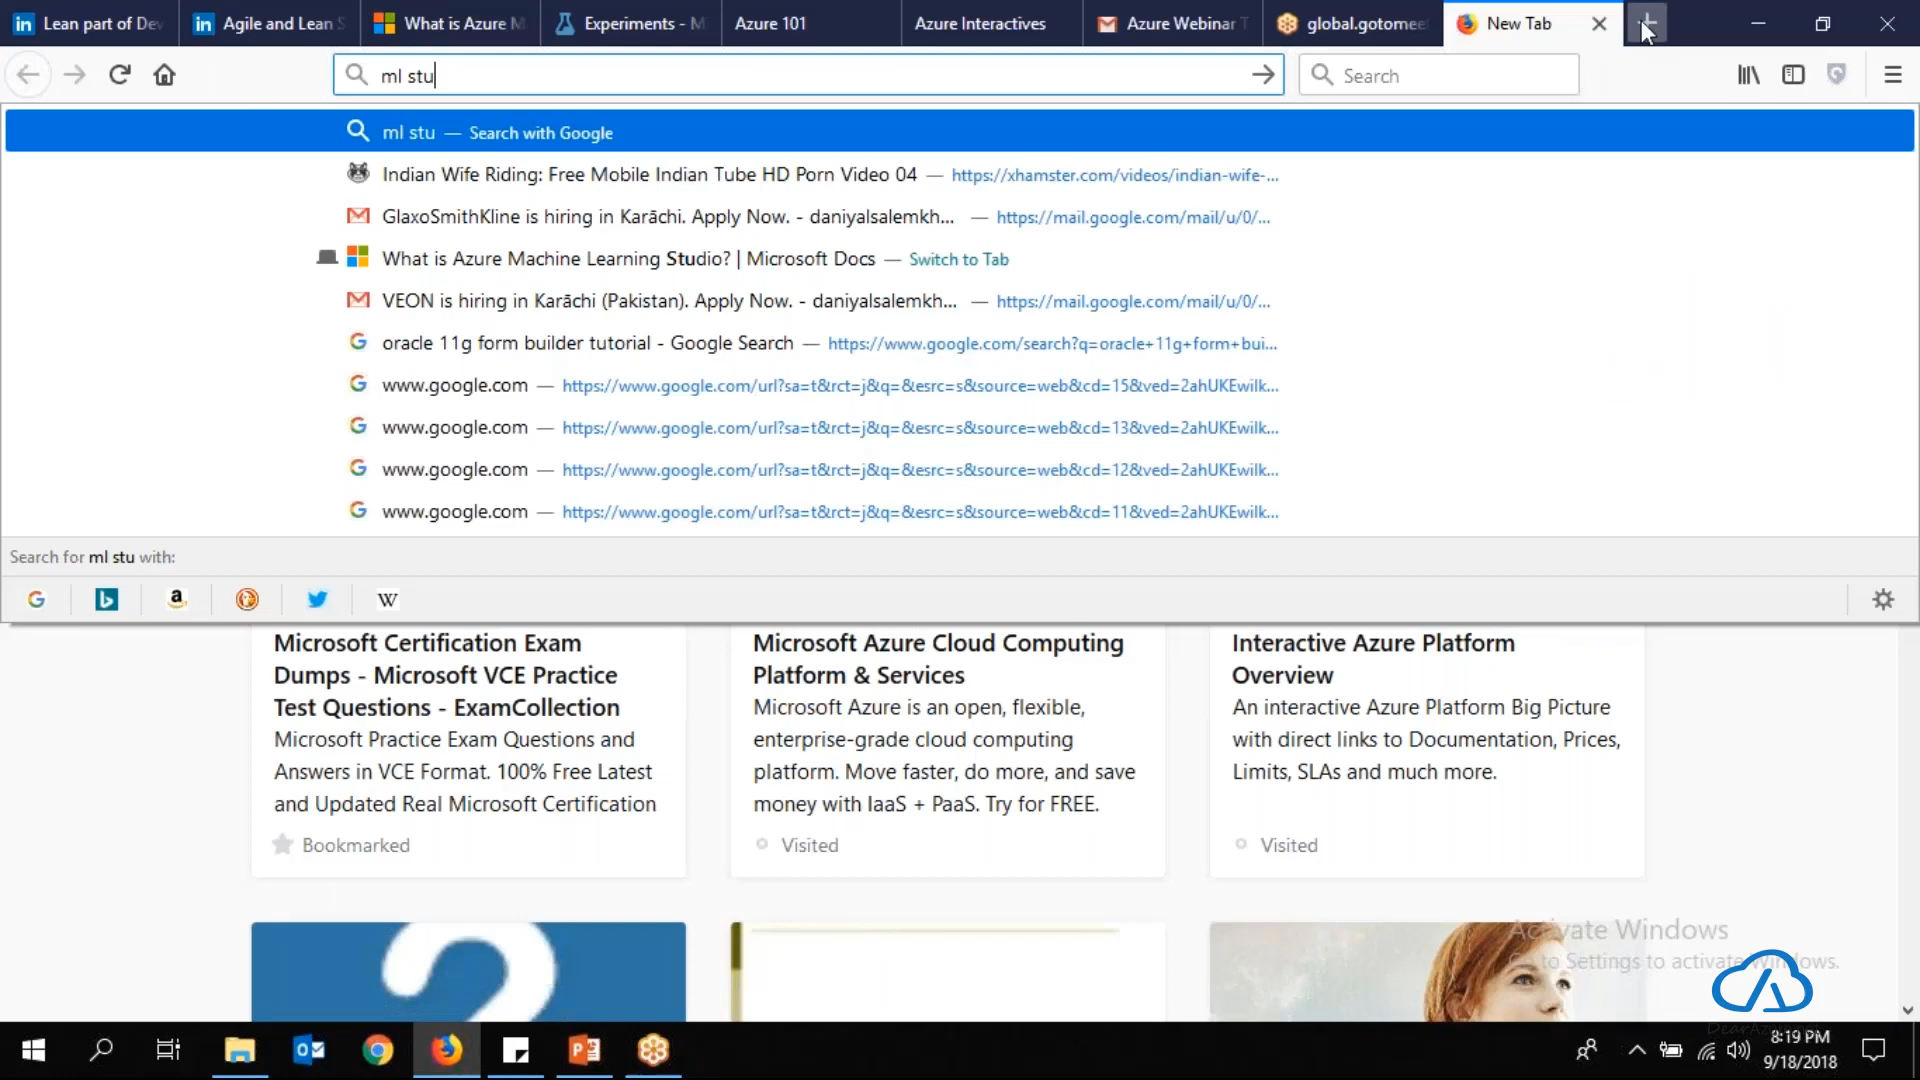 Lean part of Dev
Agile and Lean S
What is Azure M
Experiments - M
Azure 101
Azure Interactives
Azure Webinar T
global.gotomeet
New Tab
ml stu
Search
ml stu — Search with Google
Indian Wife Riding: Free Mobile Indian Tube HD Porn Video 04 — https://xhamster.com/videos/indian-wife-...
GlaxoSmithKline is hiring in Karāchi. Apply Now. - daniyalsalemkh... — https://mail.google.com/mail/u/0/...
What is Azure Machine Learning Studio? | Microsoft Docs — Switch to Tab
VEON is hiring in Karāchi (Pakistan). Apply Now. - daniyalsalemkh... — https://mail.google.com/mail/u/0/...
oracle 11g form builder tutorial - Google Search — https://www.google.com/search?q=oracle+11g+form+bui...
www.google.com — https://www.google.com/url?sa=t&rct=j&q=&esrc=s&source=web&cd=15&ved=2ahUKEwilk...
www.google.com — https://www.google.com/url?sa=t&rct=j&q=&esrc=s&source=web&cd=13&ved=2ahUKEwilk...
www.google.com — https://www.google.com/url?sa=t&rct=j&q=&esrc=s&source=web&cd=12&ved=2ahUKEwilk...
www.google.com — https://www.google.com/url?sa=t&rct=j&q=&esrc=s&source=web&cd=11&ved=2ahUKEwilk...
Search for ml stu with:
Microsoft Certification Exam
Dumps - Microsoft VCE Practice
Test Questions - ExamCollection
Microsoft Practice Exam Questions and
Answers in VCE Format. 100% Free Latest
and Updated Real Microsoft Certification
Bookmarked
Microsoft Azure Cloud Computing
Platform & Services
Microsoft Azure is an open, flexible,
enterprise-grade cloud computing
platform. Move faster, do more, and save
money with IaaS + PaaS. Try for FREE.
Visited
Interactive Azure Platform
Overview
An interactive Azure Platform Big Picture
with direct links to Documentation, Prices,
Limits, SLAs and much more.
Visited
Activate Windows
Go to Settings to activate Windows.
8:19 PM
9/18/2018